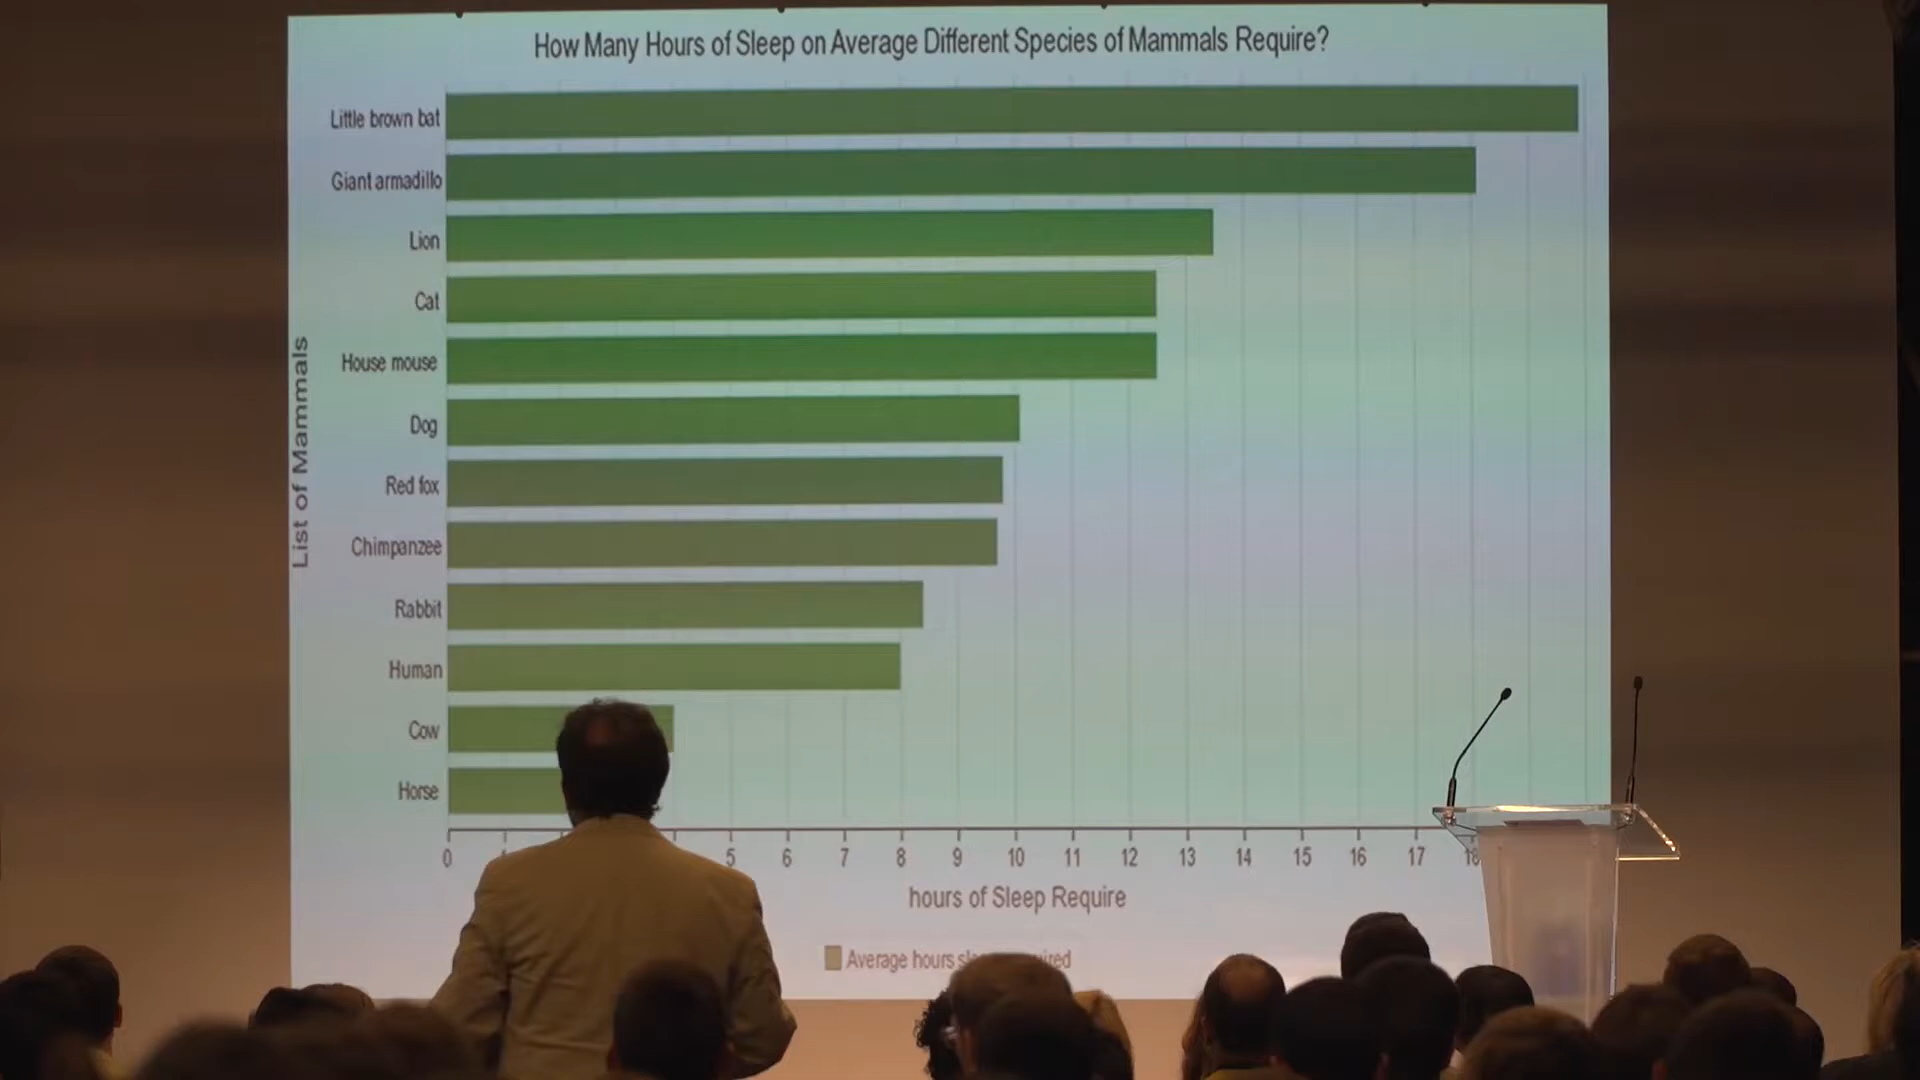 How Many Hours of Sleep on Average Different Species of Mammals Require?
List of Mammals
Little brown bat
Giant armadillo
Lion
Cat
House mouse
Dog
Red fox
Chimpanzee
Rabbit
Human
Cow
Horse
0 5 6 7 8 9 10 11 12 13 14 15 16 17 18
hours of Sleep Require
Average hours